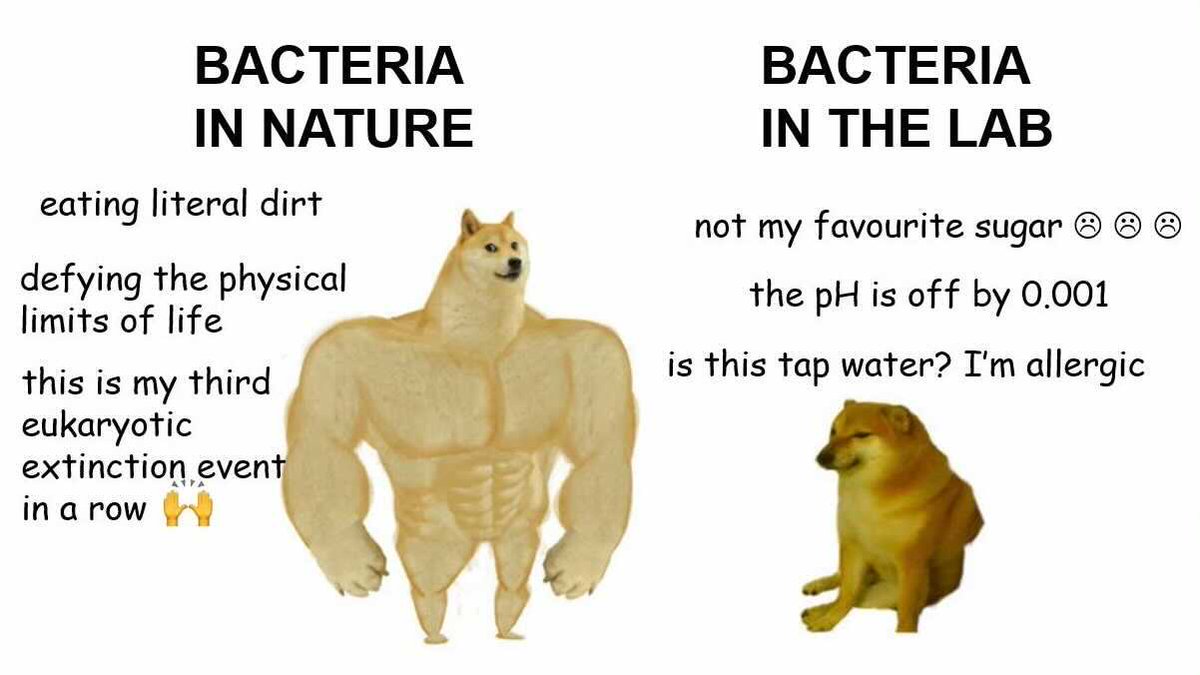 BACTERIA
IN NATURE
eating literal dirt
defying the physical
limits of life
this is my third
eukaryotic
extinction event
in a row 🙌
BACTERIA
IN THE LAB
not my favourite sugar ☹ ☹ ☹
the pH is off by 0.001
is this tap water? I'm allergic